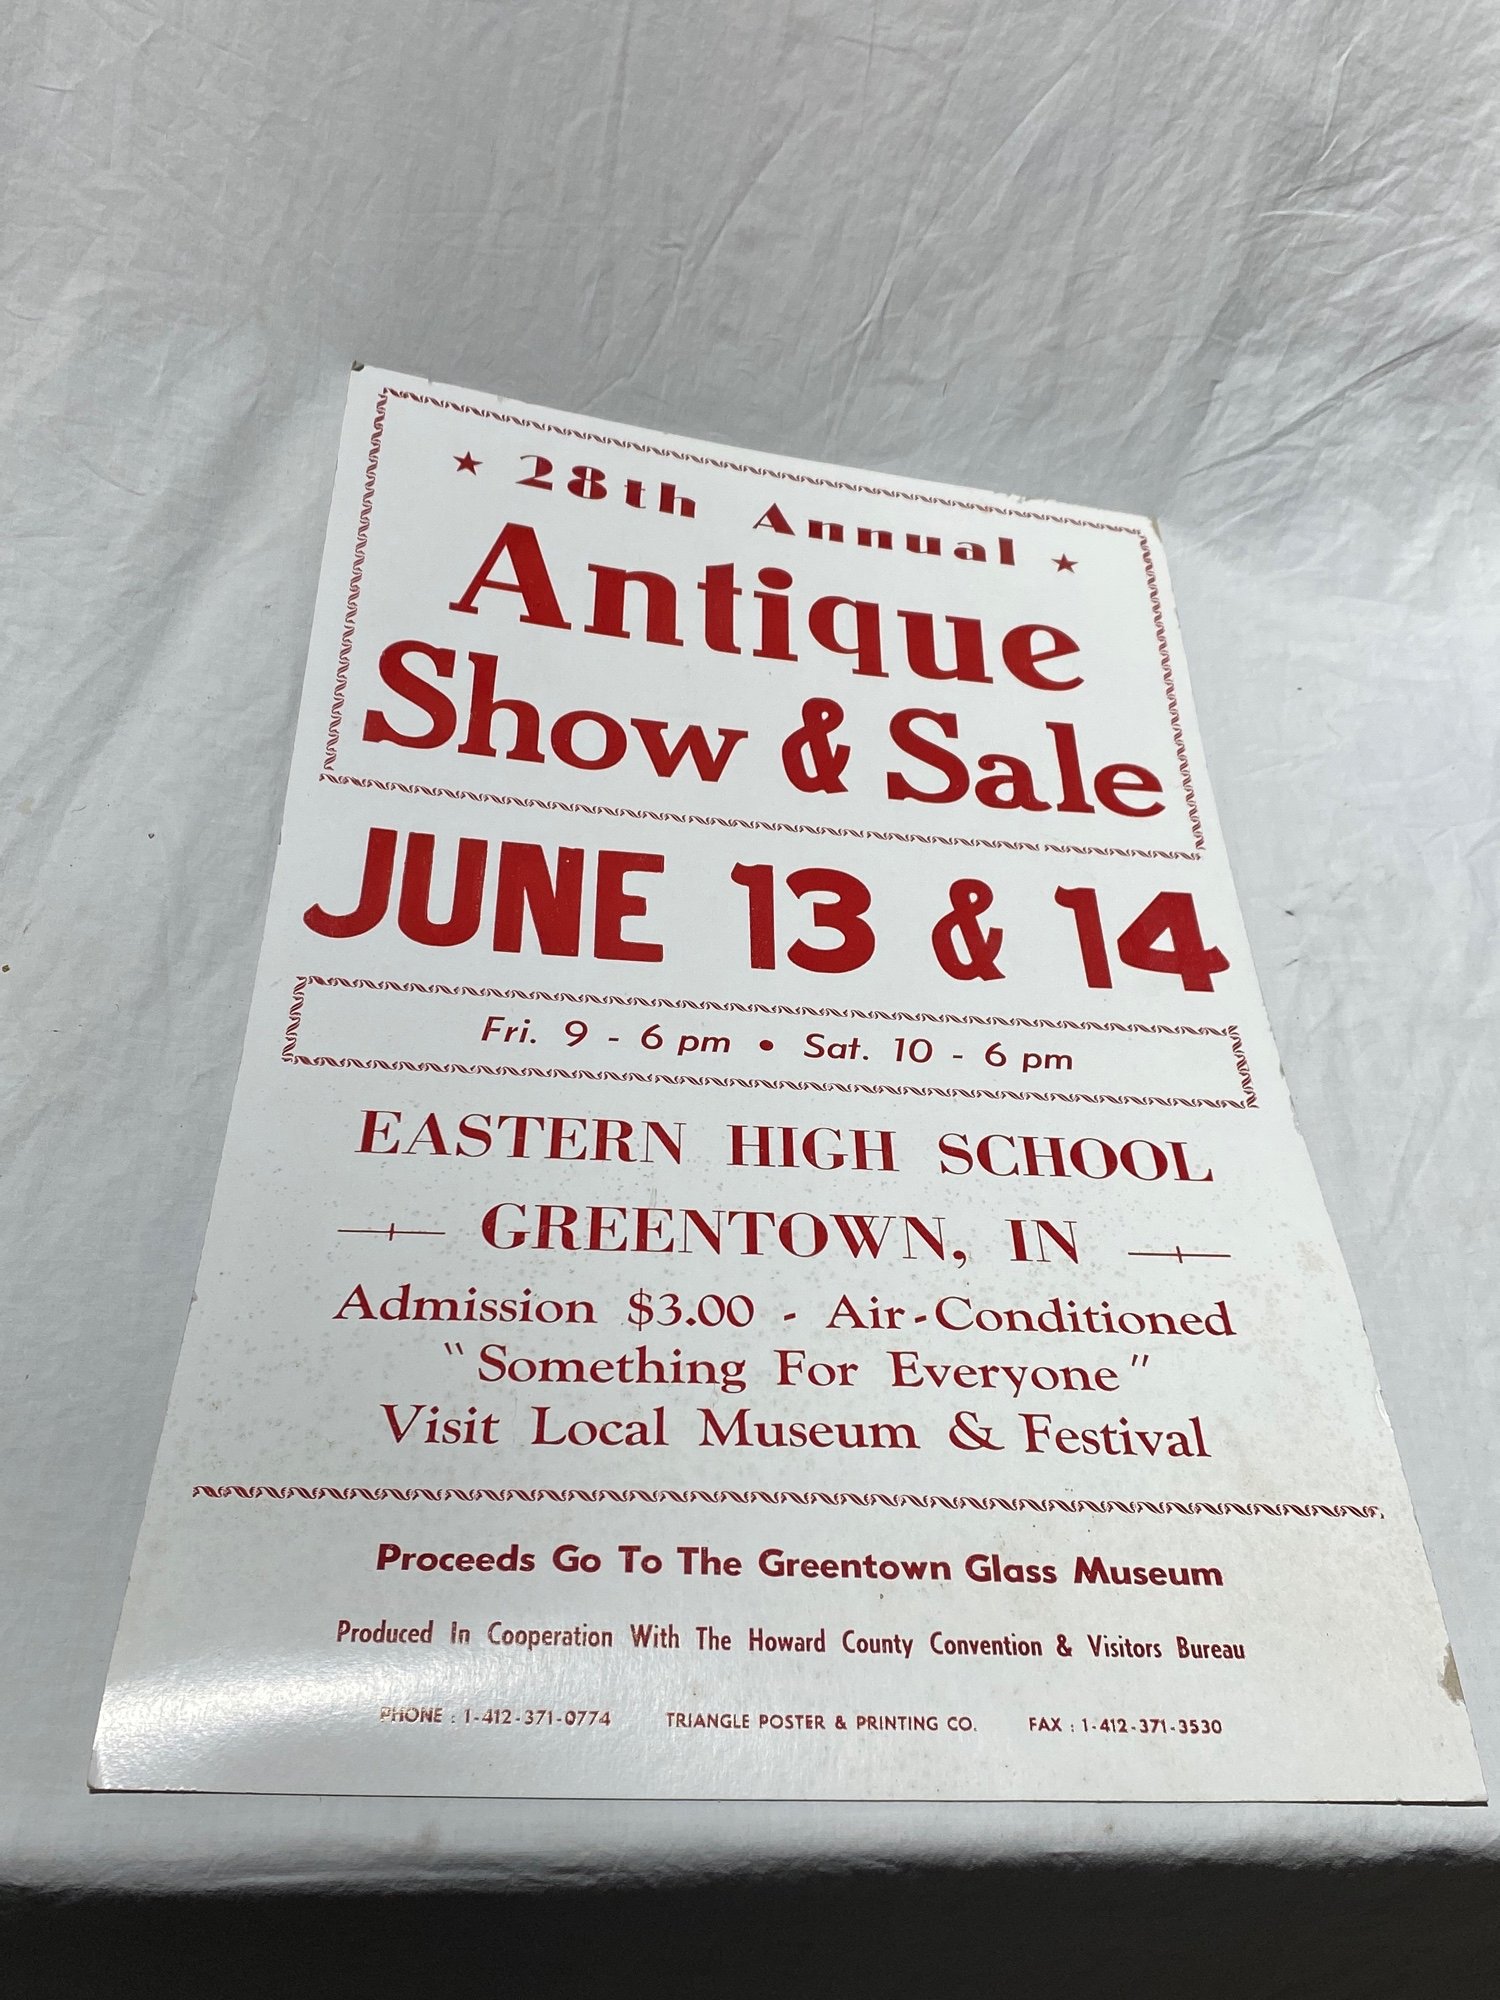 ★ 28th Annual ★
Antique
Show & Sale
JUNE 13 & 14
Fri. 9 - 6 pm • Sat. 10 - 6 pm
EASTERN HIGH SCHOOL
GREENTOWN, IN
Admission $3.00 - Air-Conditioned
"Something For Everyone"
Visit Local Museum & Festival
Proceeds Go To The Greentown Glass Museum
Produced In Cooperation With The Howard County Convention & Visitors Bureau
PHONE : 1-412-371-0774 TRIANGLE POSTER & PRINTING CO. FAX : 1-412-371-3530